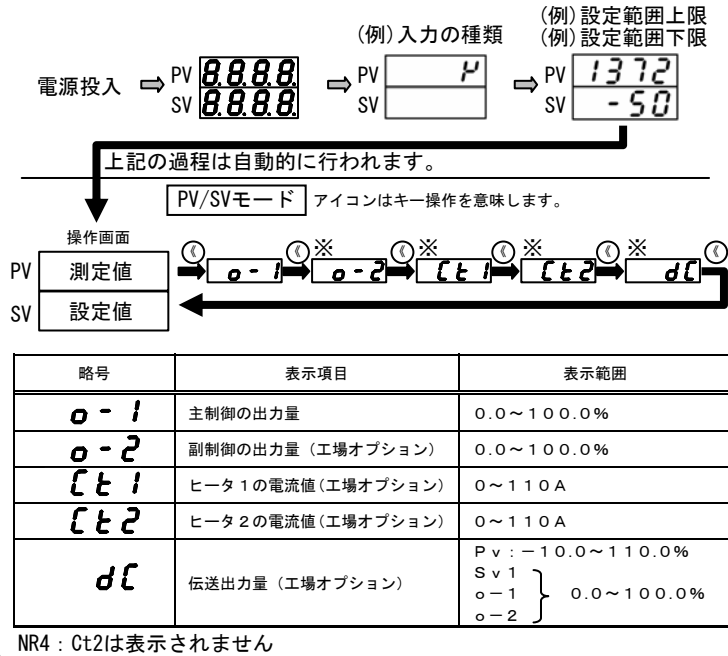 (例)設定範囲上限
(例)入力の種類 (例)設定範囲下限
電源投入 ⇨ PV 8.8.8.8. ⇨ PV ⇨ PV 1372
SV 8.8.8.8. SV SV -50
上記の過程は自動的に行われます。
PV/SVモード アイコンはキー操作を意味します。
操作画面
PV 測定値 《 o-1 《 ※ o-2 《 ※ Ct1 《 ※ Ct2 《 ※ dC 《
SV 設定値
略号 表示項目 表示範囲
o-1 主制御の出力量 0.0~100.0%
o-2 副制御の出力量（工場オプション） 0.0~100.0%
Ct1 ヒータ1の電流値(工場オプション) 0~110A
Ct2 ヒータ2の電流値(工場オプション) 0~110A
dC 伝送出力量（工場オプション） Pv:-10.0~110.0%
Sv1
o-1 0.0~100.0%
o-2
NR4：Ct2は表示されません